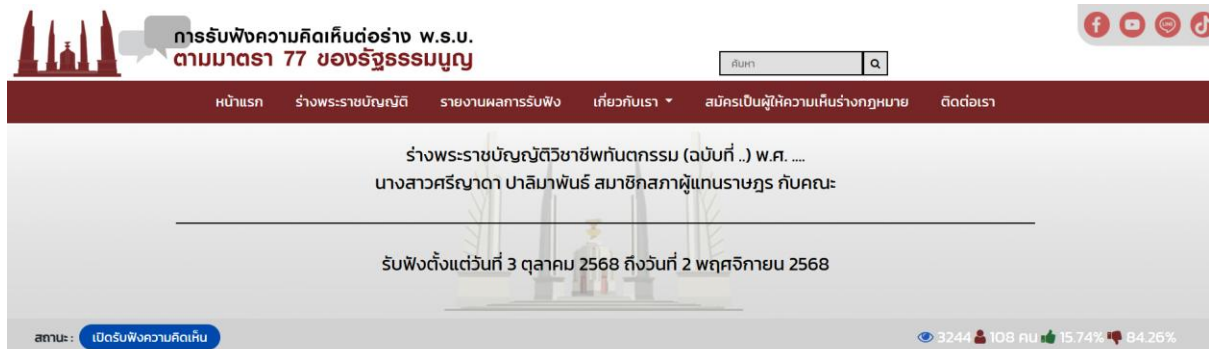 การรับฟังความคิดเห็นต่อร่าง พ.ร.บ.
ตามมาตรา 77 ของรัฐธรรมนูญ
ค้นหา
หน้าแรก ร่างพระราชบัญญัติ รายงานผลการรับฟัง เกี่ยวกับเรา สมัครเป็นผู้ให้ความเห็นร่างกฎหมาย ติดต่อเรา
ร่างพระราชบัญญัติวิชาชีพทันตกรรม (ฉบับที่ ..) พ.ศ. ....
นางสาวศรีญาดา ปาลิมาพันธ์ สมาชิกสภาผู้แทนราษฎร กับคณะ
รับฟังตั้งแต่วันที่ 3 ตุลาคม 2568 ถึงวันที่ 2 พฤศจิกายน 2568
สถานะ : เปิดรับฟังความคิดเห็น 3244 108 คน 15.74% 84.26%